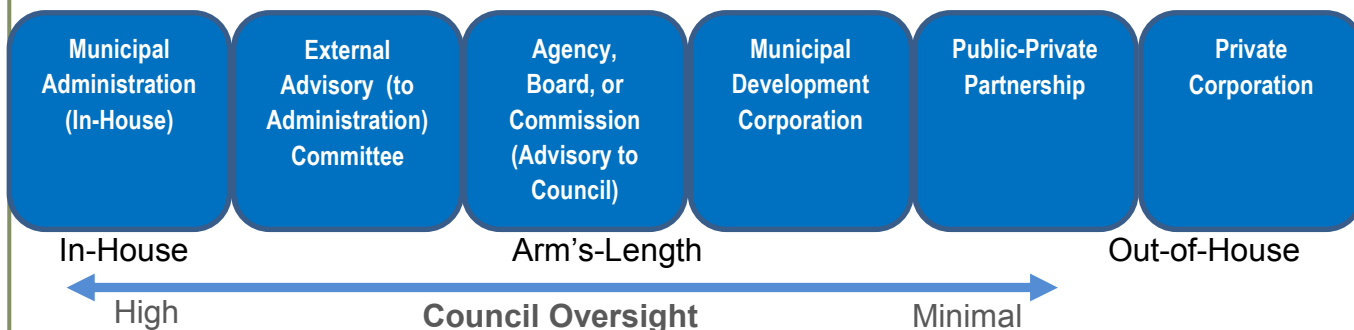 Municipal
Administration
(In-House)
External
Advisory (to
Administration)
Committee
Agency,
Board, or
Commission
(Advisory to
Council)
Municipal
Development
Corporation
Public-Private
Partnership
Private
Corporation
In-House
Arm's-Length
Out-of-House
High
Council Oversight
Minimal